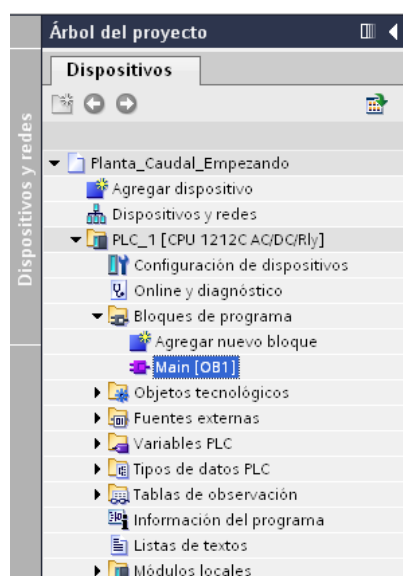 Árbol del proyecto
Dispositivos
Dispositivos y redes
Planta_Caudal_Empezando
Agregar dispositivo
Dispositivos y redes
PLC_1 [CPU 1212C AC/DC/Rly]
Configuración de dispositivos
Online y diagnóstico
Bloques de programa
Agregar nuevo bloque
Main [OB1]
Objetos tecnológicos
Fuentes externas
Variables PLC
Tipos de datos PLC
Tablas de observación
Información del programa
Listas de textos
Módulos locales